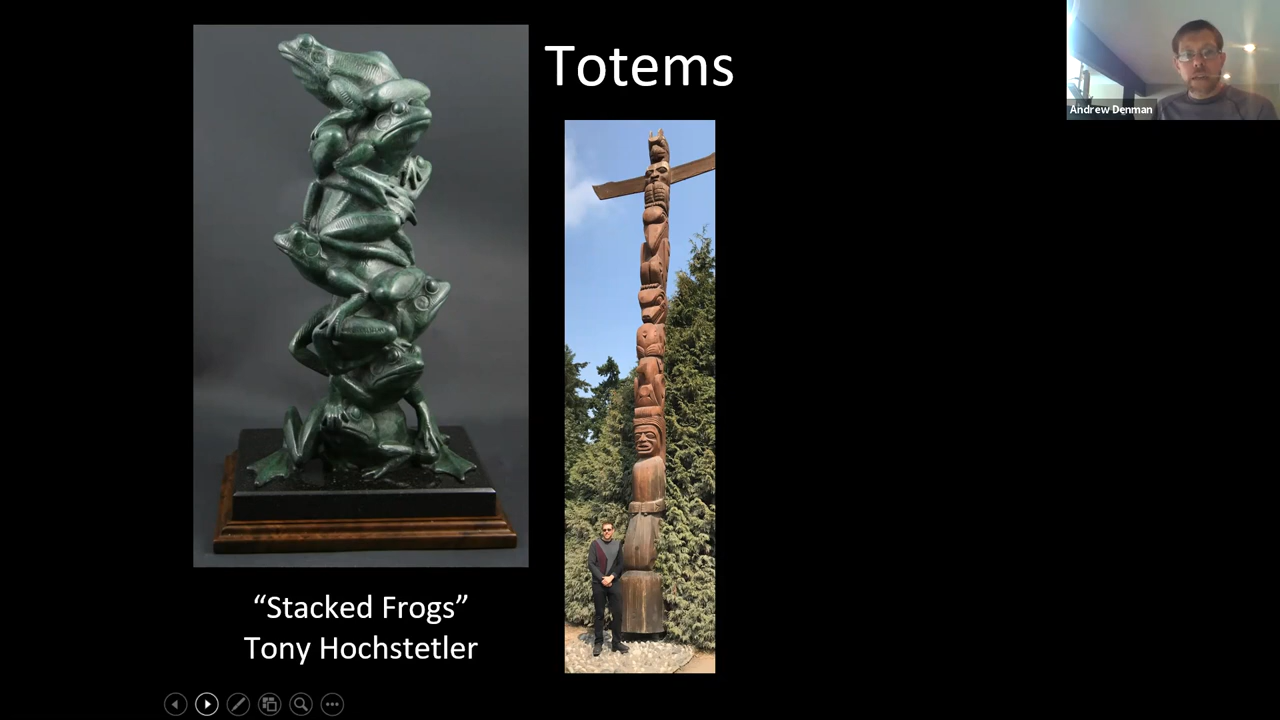 Totems
Andrew Denman
“Stacked Frogs”
Tony Hochstetler